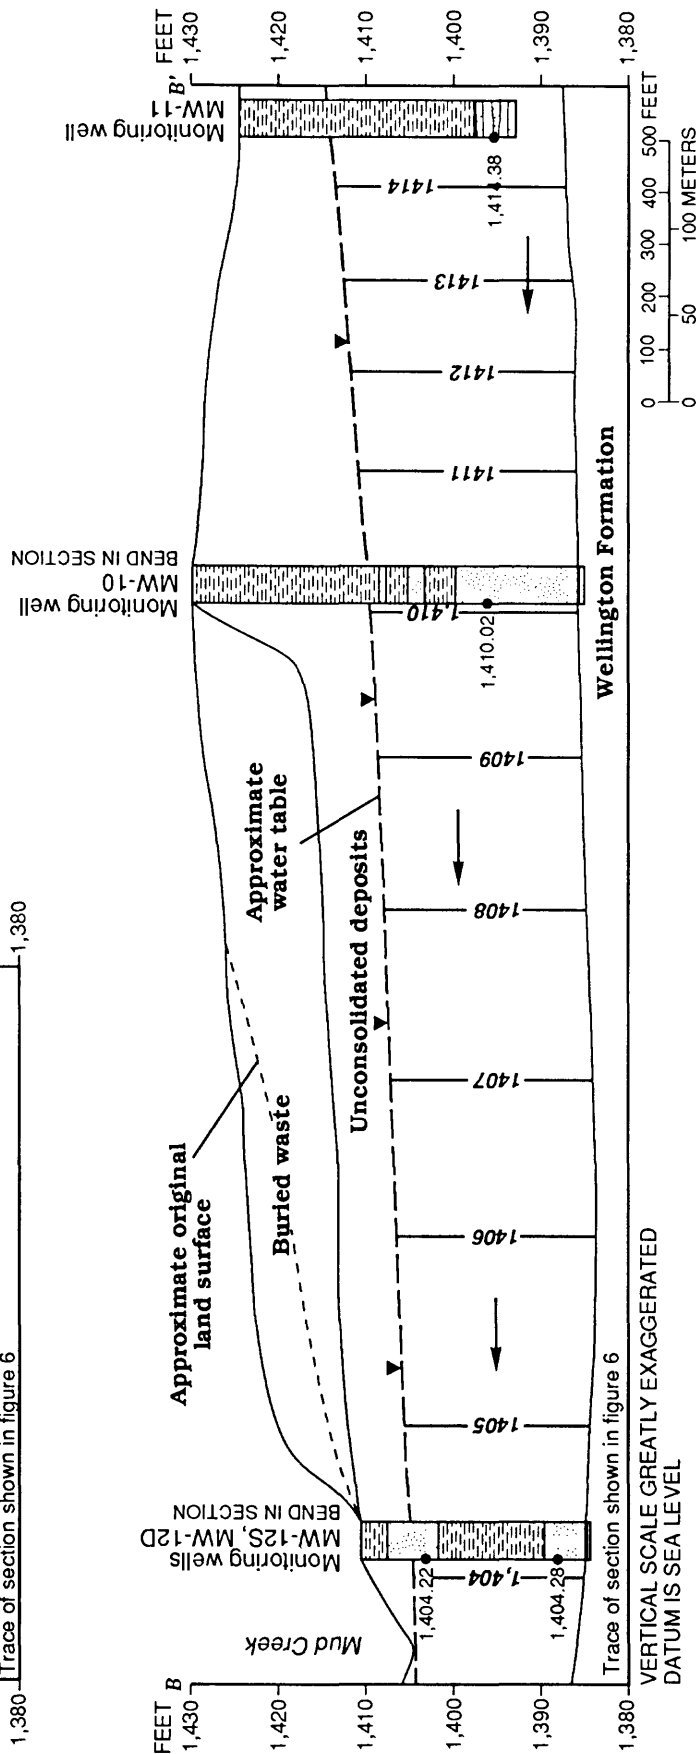 1,380
Trace of section shown in figure 6
1,380
FEET
1,430
1,420
1,410
1,400
1,390
1,380
B
B'
FEET
1,430
1,420
1,410
1,400
1,390
1,380
Mud Creek
Monitoring wells
MW-12S, MW-12D
BEND IN SECTION
Monitoring well
MW-10
BEND IN SECTION
Monitoring well
MW-11
Approximate original
land surface
Buried waste
Approximate
water table
Unconsolidated deposits
1,404.22
1,404.28
1,404
1405
1406
1407
1408
1409
1,410
1,410.02
1411
1412
1413
1414
1,414.38
Wellington Formation
Trace of section shown in figure 6
VERTICAL SCALE GREATLY EXAGGERATED
DATUM IS SEA LEVEL
0 100 200 300 400 500 FEET
0 50 100 METERS